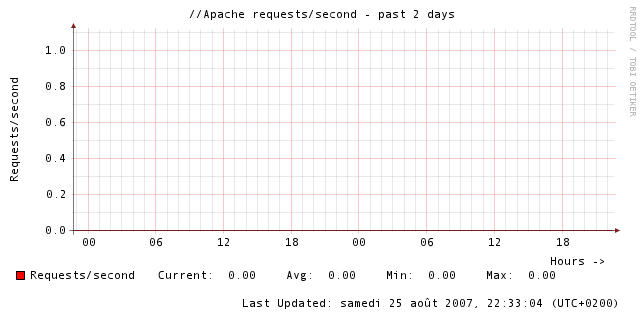 //Apache requests/second - past 2 days
RRDTOOL / TOBI OETIKER
Requests/second
1.0
0.8
0.6
0.4
0.2
0.0
00 06 12 18 00 06 12 18
Hours ->
Requests/second Current: 0.00 Avg: 0.00 Min: 0.00 Max: 0.00
Last Updated: samedi 25 août 2007, 22:33:04 (UTC+0200)